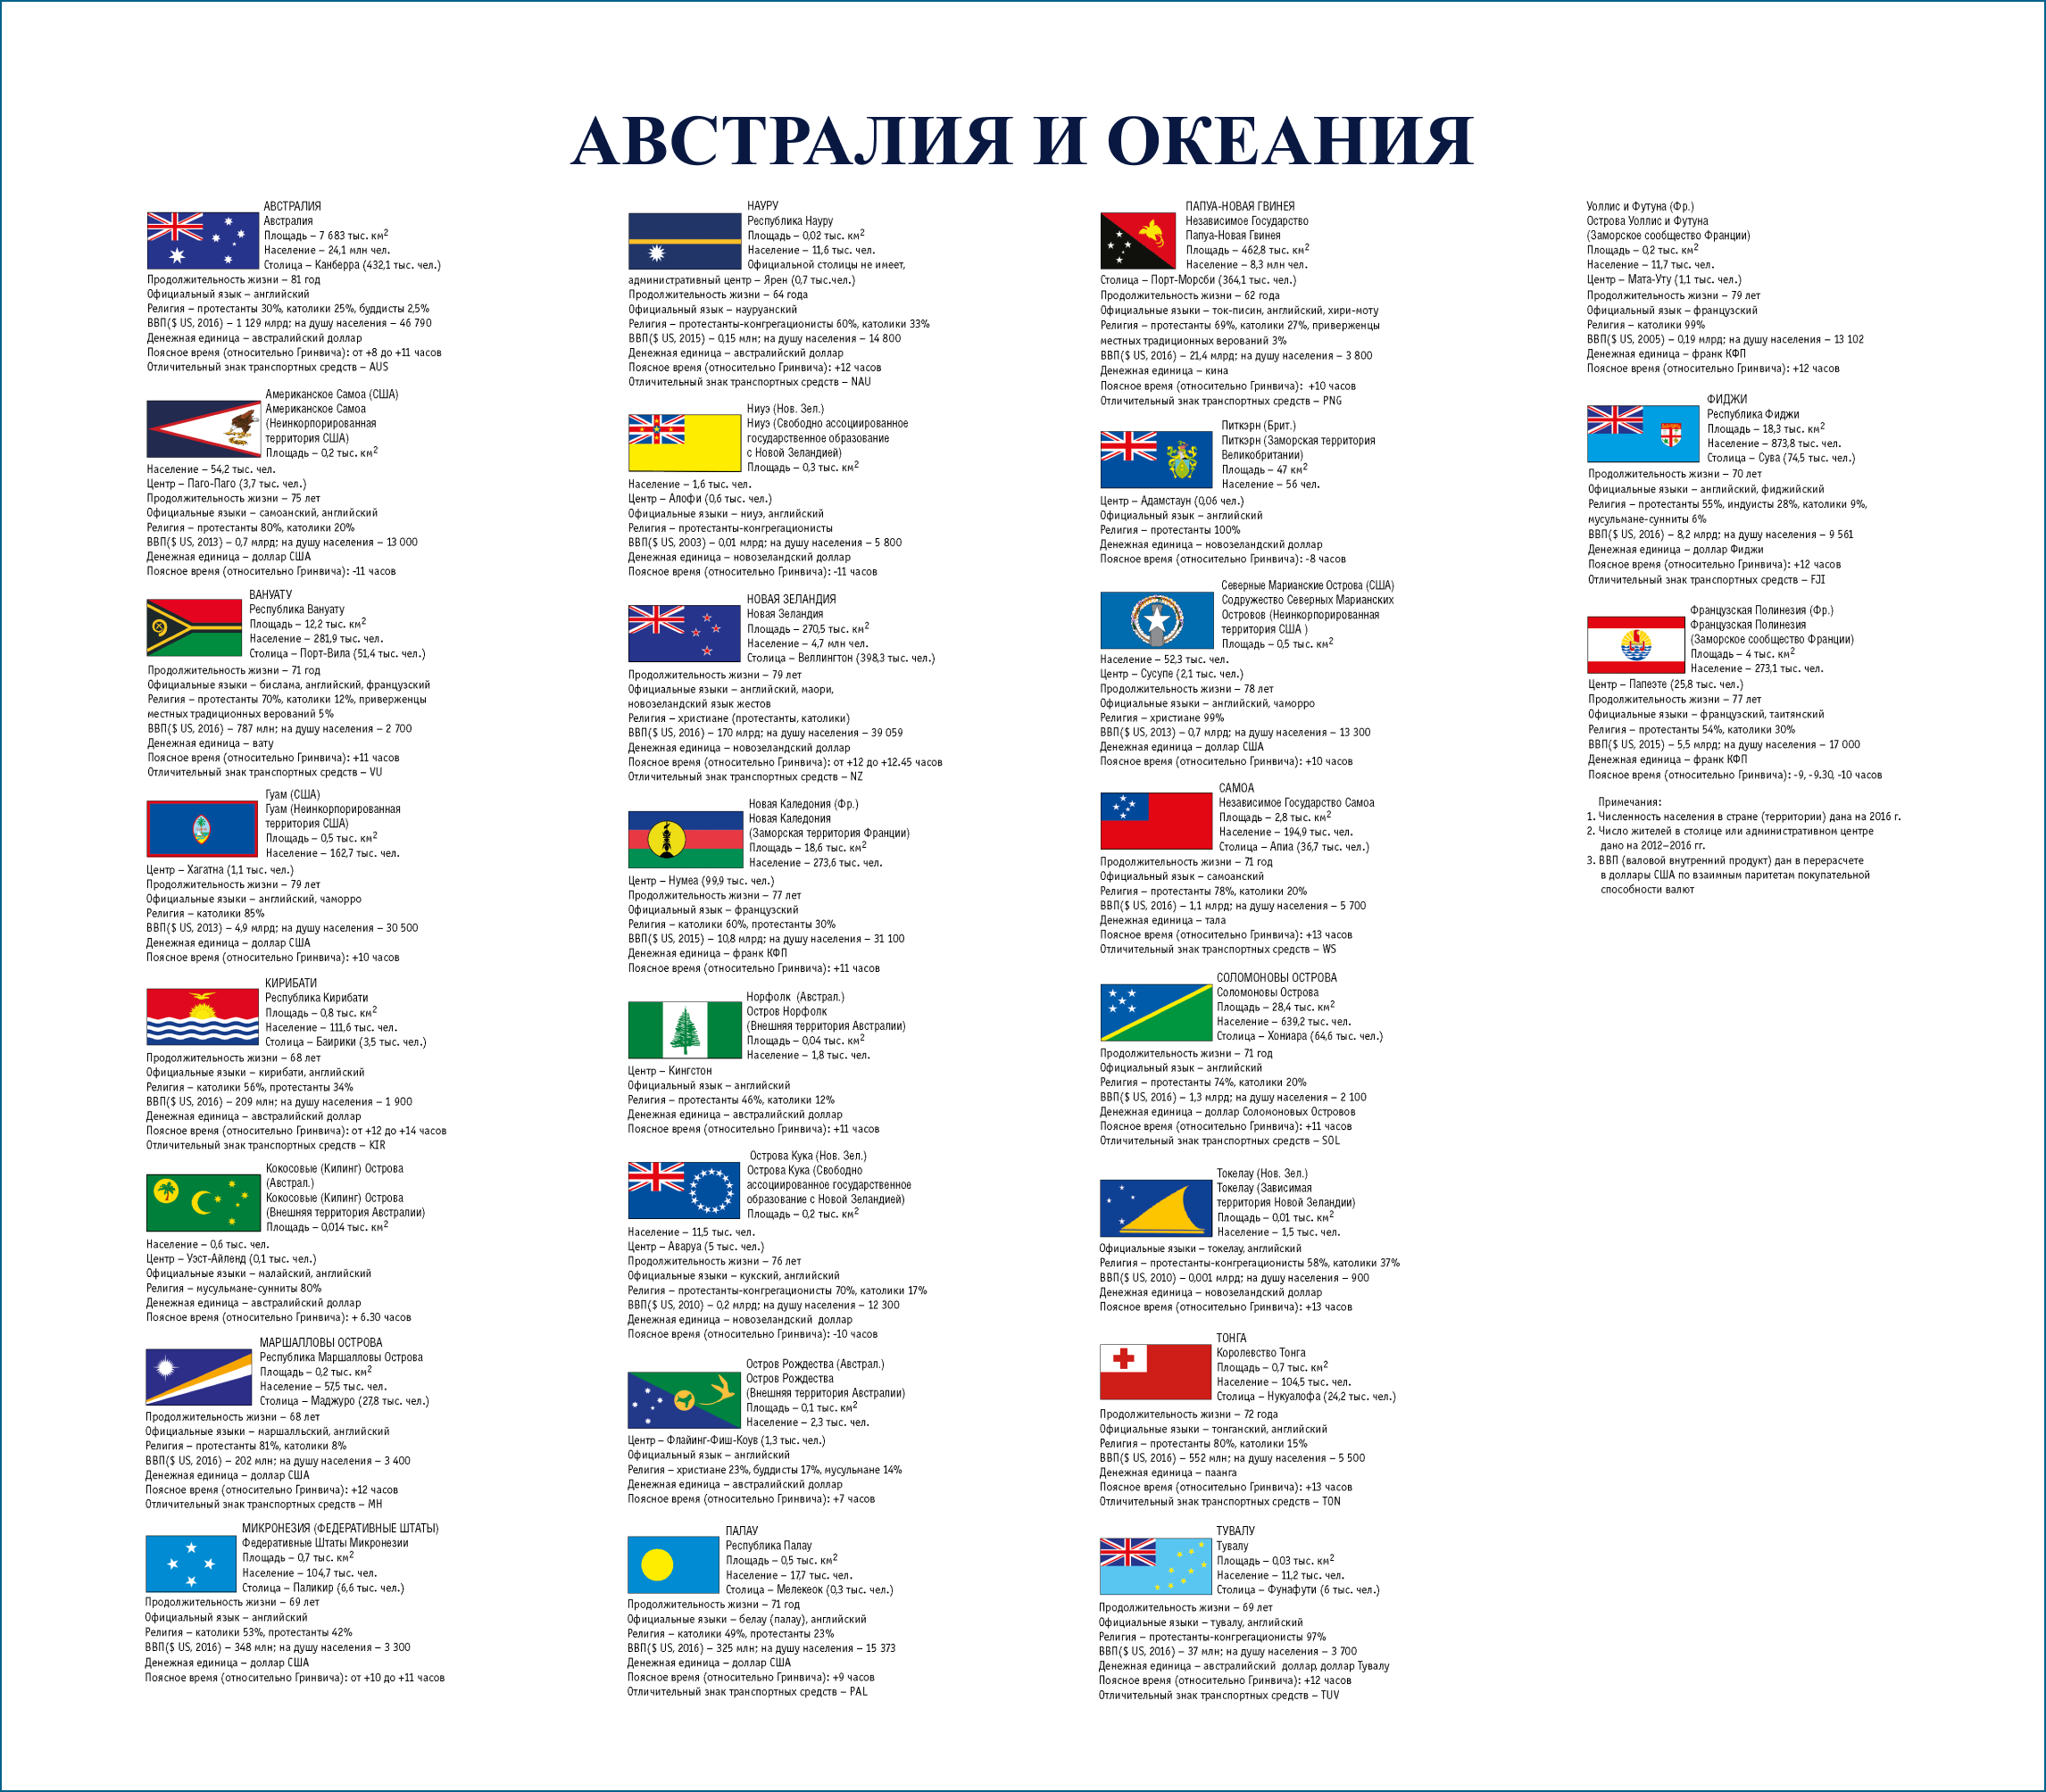 АВСТРАЛИЯ И ОКЕАНИЯ
АВСТРАЛИЯ
Австралия
Площадь – 7 683 тыс. км²
Население – 24,1 млн чел.
Столица – Канберра (432,1 тыс. чел.)
Продолжительность жизни – 81 год
Официальный язык – английский
Религия – протестанты 30%, католики 25%, буддисты 2,5%
ВВП($ US, 2016) – 1 129 млрд; на душу населения – 46 790
Денежная единица – австралийский доллар
Поясное время (относительно Гринвича): от +8 до +11 часов
Отличительный знак транспортных средств – AUS
Американское Самоа (США)
Американское Самоа
(Неинкорпорированная
территория США)
Площадь – 0,2 тыс. км²
Население – 54,2 тыс. чел.
Центр – Паго-Паго (3,7 тыс. чел.)
Продолжительность жизни – 75 лет
Официальные языки – самоанский, английский
Религия – протестанты 80%, католики 20%
ВВП($ US, 2013) – 0,7 млрд; на душу населения – 13 000
Денежная единица – доллар США
Поясное время (относительно Гринвича): -11 часов
ВАНУАТУ
Республика Вануату
Площадь – 12,2 тыс. км²
Население – 281,9 тыс. чел.
Столица – Порт-Вила (51,4 тыс. чел.)
Продолжительность жизни – 71 год
Официальные языки – бислама, английский, французский
Религия – протестанты 70%, католики 12%, приверженцы
местных традиционных верований 5%
ВВП($ US, 2016) – 787 млн; на душу населения – 2 700
Денежная единица – вату
Поясное время (относительно Гринвича): +11 часов
Отличительный знак транспортных средств – VU
Гуам (США)
Гуам (Неинкорпорированная
территория США)
Площадь – 0,5 тыс. км²
Население – 162,7 тыс. чел.
Центр – Хагатна (1,1 тыс. чел.)
Продолжительность жизни – 79 лет
Официальные языки – английский, чаморро
Религия – католики 85%
ВВП($ US, 2013) – 4,9 млрд; на душу населения – 30 500
Денежная единица – доллар США
Поясное время (относительно Гринвича): +10 часов
КИРИБАТИ
Республика Кирибати
Площадь – 0,8 тыс. км²
Население – 111,6 тыс. чел.
Столица – Баирики (3,5 тыс. чел.)
Продолжительность жизни – 68 лет
Официальные языки – кирибати, английский
Религия – католики 56%, протестанты 34%
ВВП($ US, 2016) – 209 млн; на душу населения – 1 900
Денежная единица – австралийский доллар
Поясное время (относительно Гринвича): от +12 до +14 часов
Отличительный знак транспортных средств – KIR
Кокосовые (Килинг) Острова
(Австрал.)
Кокосовые (Килинг) Острова
(Внешняя территория Австралии)
Площадь – 0,014 тыс. км²
Население – 0,6 тыс. чел.
Центр – Уэст-Айленд (0,1 тыс. чел.)
Официальные языки – малайский, английский
Религия – мусульмане-сунниты 80%
Денежная единица – австралийский доллар
Поясное время (относительно Гринвича): + 6.30 часов
МАРШАЛЛОВЫ ОСТРОВА
Республика Маршалловы Острова
Площадь – 0,2 тыс. км²
Население – 57,5 тыс. чел.
Столица – Маджуро (27,8 тыс. чел.)
Продолжительность жизни – 68 лет
Официальные языки – маршалльский, английский
Религия – протестанты 81%, католики 8%
ВВП($ US, 2016) – 202 млн; на душу населения – 3 400
Денежная единица – доллар США
Поясное время (относительно Гринвича): +12 часов
Отличительный знак транспортных средств – MH
МИКРОНЕЗИЯ (ФЕДЕРАТИВНЫЕ ШТАТЫ)
Федеративные Штаты Микронезии
Площадь – 0,7 тыс. км²
Население – 104,7 тыс. чел.
Столица – Паликир (6,6 тыс. чел.)
Продолжительность жизни – 69 лет
Официальный язык – английский
Религия – католики 53%, протестанты 42%
ВВП($ US, 2016) – 348 млн; на душу населения – 3 300
Денежная единица – доллар США
Поясное время (относительно Гринвича): от +10 до +11 часов
НАУРУ
Республика Науру
Площадь – 0,02 тыс. км²
Население – 11,6 тыс. чел.
Официальной столицы не имеет,
административный центр – Ярен (0,7 тыс.чел.)
Продолжительность жизни – 64 года
Официальный язык – науруанский
Религия – протестанты-конгрегационисты 60%, католики 33%
ВВП($ US, 2015) – 0,15 млн; на душу населения – 14 800
Денежная единица – австралийский доллар
Поясное время (относительно Гринвича): +12 часов
Отличительный знак транспортных средств – NAU
Ниуэ (Нов. Зел.)
Ниуэ (Свободно ассоциированное
государственное образование
с Новой Зеландией)
Площадь – 0,3 тыс. км²
Население – 1,6 тыс. чел.
Центр – Алофи (0,6 тыс. чел.)
Официальные языки – ниуэ, английский
Религия – протестанты-конгрегационисты
ВВП($ US, 2003) – 0,01 млрд; на душу населения – 5 800
Денежная единица – новозеландский доллар
Поясное время (относительно Гринвича): -11 часов
НОВАЯ ЗЕЛАНДИЯ
Новая Зеландия
Площадь – 270,5 тыс. км²
Население – 4,7 млн чел.
Столица – Веллингтон (398,3 тыс. чел.)
Продолжительность жизни – 79 лет
Официальные языки – английский, маори,
новозеландский язык жестов
Религия – христиане (протестанты, католики)
ВВП($ US, 2016) – 170 млрд; на душу населения – 39 059
Денежная единица – новозеландский доллар
Поясное время (относительно Гринвича): от +12 до +12.45 часов
Отличительный знак транспортных средств – NZ
Новая Каледония (Фр.)
Новая Каледония
(Заморская территория Франции)
Площадь – 18,6 тыс. км²
Население – 273,6 тыс. чел.
Центр – Нумеа (99,9 тыс. чел.)
Продолжительность жизни – 77 лет
Официальный язык – французский
Религия – католики 60%, протестанты 30%
ВВП($ US, 2015) – 10,8 млрд; на душу населения – 31 100
Денежная единица – франк КФП
Поясное время (относительно Гринвича): +11 часов
Норфолк (Австрал.)
Остров Норфолк
(Внешняя территория Австралии)
Площадь – 0,04 тыс. км²
Население – 1,8 тыс. чел.
Центр – Кингстон
Официальный язык – английский
Религия – протестанты 46%, католики 12%
Денежная единица – австралийский доллар
Поясное время (относительно Гринвича): +11 часов
Острова Кука (Нов. Зел.)
Острова Кука (Свободно
ассоциированное государственное
образование с Новой Зеландией)
Площадь – 0,2 тыс. км²
Население – 11,5 тыс. чел.
Центр – Аваруа (5 тыс. чел.)
Продолжительность жизни – 76 лет
Официальные языки – кукский, английский
Религия – протестанты-конгрегационисты 70%, католики 17%
ВВП($ US, 2010) – 0,2 млрд; на душу населения – 12 300
Денежная единица – новозеландский доллар
Поясное время (относительно Гринвича): -10 часов
Остров Рождества (Австрал.)
Остров Рождества
(Внешняя территория Австралии)
Площадь – 0,1 тыс. км²
Население – 2,3 тыс. чел.
Центр – Флайинг-Фиш-Коув (1,3 тыс. чел.)
Официальный язык – английский
Религия – христиане 23%, буддисты 17%, мусульмане 14%
Денежная единица – австралийский доллар
Поясное время (относительно Гринвича): +7 часов
ПАЛАУ
Республика Палау
Площадь – 0,5 тыс. км²
Население – 17,7 тыс. чел.
Столица – Мелекеок (0,3 тыс. чел.)
Продолжительность жизни – 71 год
Официальные языки – белау (палау), английский
Религия – католики 49%, протестанты 23%
ВВП($ US, 2016) – 325 млн; на душу населения – 15 373
Денежная единица – доллар США
Поясное время (относительно Гринвича): +9 часов
Отличительный знак транспортных средств – PAL
ПАПУА-НОВАЯ ГВИНЕЯ
Независимое Государство
Папуа-Новая Гвинея
Площадь – 462,8 тыс. км²
Население – 8,3 млн чел.
Столица – Порт-Морсби (364,1 тыс. чел.)
Продолжительность жизни – 62 года
Официальные языки – ток-писин, английский, хири-моту
Религия – протестанты 69%, католики 27%, приверженцы
местных традиционных верований 3%
ВВП($ US, 2016) – 21,4 млрд; на душу населения – 3 800
Денежная единица – кина
Поясное время (относительно Гринвича): +10 часов
Отличительный знак транспортных средств – PNG
Питкэрн (Брит.)
Питкэрн (Заморская территория
Великобритании)
Площадь – 47 км²
Население – 56 чел.
Центр – Адамстаун (0,06 чел.)
Официальный язык – английский
Религия – протестанты 100%
Денежная единица – новозеландский доллар
Поясное время (относительно Гринвича): -8 часов
Северные Марианские Острова (США)
Содружество Северных Марианских
Островов (Неинкорпорированная
территория США )
Площадь – 0,5 тыс. км²
Население – 52,3 тыс. чел.
Центр – Сусупе (2,1 тыс. чел.)
Продолжительность жизни – 78 лет
Официальные языки – английский, чаморро
Религия – христиане 99%
ВВП($ US, 2013) – 0,7 млрд; на душу населения – 13 300
Денежная единица – доллар США
Поясное время (относительно Гринвича): +10 часов
САМОА
Независимое Государство Самоа
Площадь – 2,8 тыс. км²
Население – 194,9 тыс. чел.
Столица – Апиа (36,7 тыс. чел.)
Продолжительность жизни – 71 год
Официальный язык – самоанский
Религия – протестанты 78%, католики 20%
ВВП($ US, 2016) – 1,1 млрд; на душу населения – 5 700
Денежная единица – тала
Поясное время (относительно Гринвича): +13 часов
Отличительный знак транспортных средств – WS
СОЛОМОНОВЫ ОСТРОВА
Соломоновы Острова
Площадь – 28,4 тыс. км²
Население – 639,2 тыс. чел.
Столица – Хониара (64,6 тыс. чел.)
Продолжительность жизни – 71 год
Официальный язык – английский
Религия – протестанты 74%, католики 20%
ВВП($ US, 2016) – 1,3 млрд; на душу населения – 2 100
Денежная единица – доллар Соломоновых Островов
Поясное время (относительно Гринвича): +11 часов
Отличительный знак транспортных средств – SOL
Токелау (Нов. Зел.)
Токелау (Зависимая
территория Новой Зеландии)
Площадь – 0,01 тыс. км²
Население – 1,5 тыс. чел.
Официальные языки – токелау, английский
Религия – протестанты-конгрегационисты 58%, католики 37%
ВВП($ US, 2010) – 0,001 млрд; на душу населения – 900
Денежная единица – новозеландский доллар
Поясное время (относительно Гринвича): +13 часов
ТОНГА
Королевство Тонга
Площадь – 0,7 тыс. км²
Население – 104,5 тыс. чел.
Столица – Нукуалофа (24,2 тыс. чел.)
Продолжительность жизни – 72 года
Официальные языки – тонганский, английский
Религия – протестанты 80%, католики 15%
ВВП($ US, 2016) – 552 млн; на душу населения – 5 500
Денежная единица – паанга
Поясное время (относительно Гринвича): +13 часов
Отличительный знак транспортных средств – TON
ТУВАЛУ
Тувалу
Площадь – 0,03 тыс. км²
Население – 11,2 тыс. чел.
Столица – Фунафути (6 тыс. чел.)
Продолжительность жизни – 69 лет
Официальные языки – тувалу, английский
Религия – протестанты-конгрегационисты 97%
ВВП($ US, 2016) – 37 млн; на душу населения – 3 700
Денежная единица – австралийский доллар, доллар Тувалу
Поясное время (относительно Гринвича): +12 часов
Отличительный знак транспортных средств – TUV
Уоллис и Футуна (Фр.)
Острова Уоллис и Футуна
(Заморское сообщество Франции)
Площадь – 0,2 тыс. км²
Население – 11,7 тыс. чел.
Центр – Мата-Уту (1,1 тыс. чел.)
Продолжительность жизни – 79 лет
Официальный язык – французский
Религия – католики 99%
ВВП($ US, 2005) – 0,19 млрд; на душу населения – 13 102
Денежная единица – франк КФП
Поясное время (относительно Гринвича): +12 часов
ФИДЖИ
Республика Фиджи
Площадь – 18,3 тыс. км²
Население – 873,8 тыс. чел.
Столица – Сува (74,5 тыс. чел.)
Продолжительность жизни – 70 лет
Официальные языки – английский, фиджийский
Религия – протестанты 55%, индуисты 28%, католики 9%,
мусульмане-сунниты 6%
ВВП($ US, 2016) – 8,2 млрд; на душу населения – 9 561
Денежная единица – доллар Фиджи
Поясное время (относительно Гринвича): +12 часов
Отличительный знак транспортных средств – FJI
Французская Полинезия (Фр.)
Французская Полинезия
(Заморское сообщество Франции)
Площадь – 4 тыс. км²
Население – 273,1 тыс. чел.
Центр – Папеэте (25,8 тыс. чел.)
Продолжительность жизни – 77 лет
Официальные языки – французский, таитянский
Религия – протестанты 54%, католики 30%
ВВП($ US, 2015) – 5,5 млрд; на душу населения – 17 000
Денежная единица – франк КФП
Поясное время (относительно Гринвича): -9, -9.30, -10 часов
Примечания:
1. Численность населения в стране (территории) дана на 2016 г.
2. Число жителей в столице или административном центре
дано на 2012–2016 гг.
3. ВВП (валовой внутренний продукт) дан в перерасчете
в доллары США по взаимным паритетам покупательной
способности валют